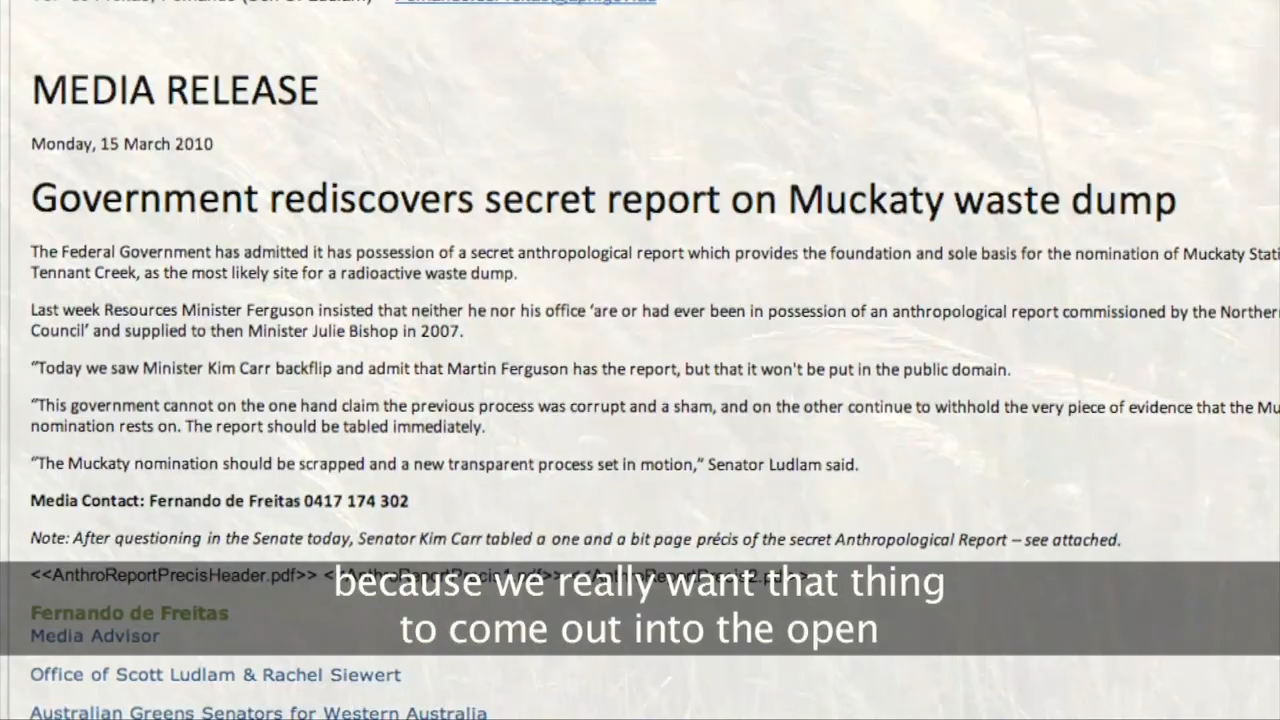 MEDIA RELEASE
Monday, 15 March 2010
Government rediscovers secret report on Muckaty waste dump
The Federal Government has admitted it has possession of a secret anthropological report which provides the foundation and sole basis for the nomination of Muckaty Stati
Tennant Creek, as the most likely site for a radioactive waste dump.
Last week Resources Minister Ferguson insisted that neither he nor his office ‘are or had ever been in possession of an anthropological report commissioned by the Norther
Council’ and supplied to then Minister Julie Bishop in 2007.
“Today we saw Minister Kim Carr backflip and admit that Martin Ferguson has the report, but that it won't be put in the public domain.
“This government cannot on the one hand claim the previous process was corrupt and a sham, and on the other continue to withhold the very piece of evidence that the Mu
nomination rests on. The report should be tabled immediately.
“The Muckaty nomination should be scrapped and a new transparent process set in motion,” Senator Ludlam said.
Media Contact: Fernando de Freitas 0417 174 302
Note: After questioning in the Senate today, Senator Kim Carr tabled a one and a bit page précis of the secret Anthropological Report – see attached.
<<AnthroReportPrecisHeader.pdf>>
because we really want that thing
to come out into the open
Fernando de Freitas
Media Advisor
Office of Scott Ludlam & Rachel Siewert
Australian Greens Senators for Western Australia